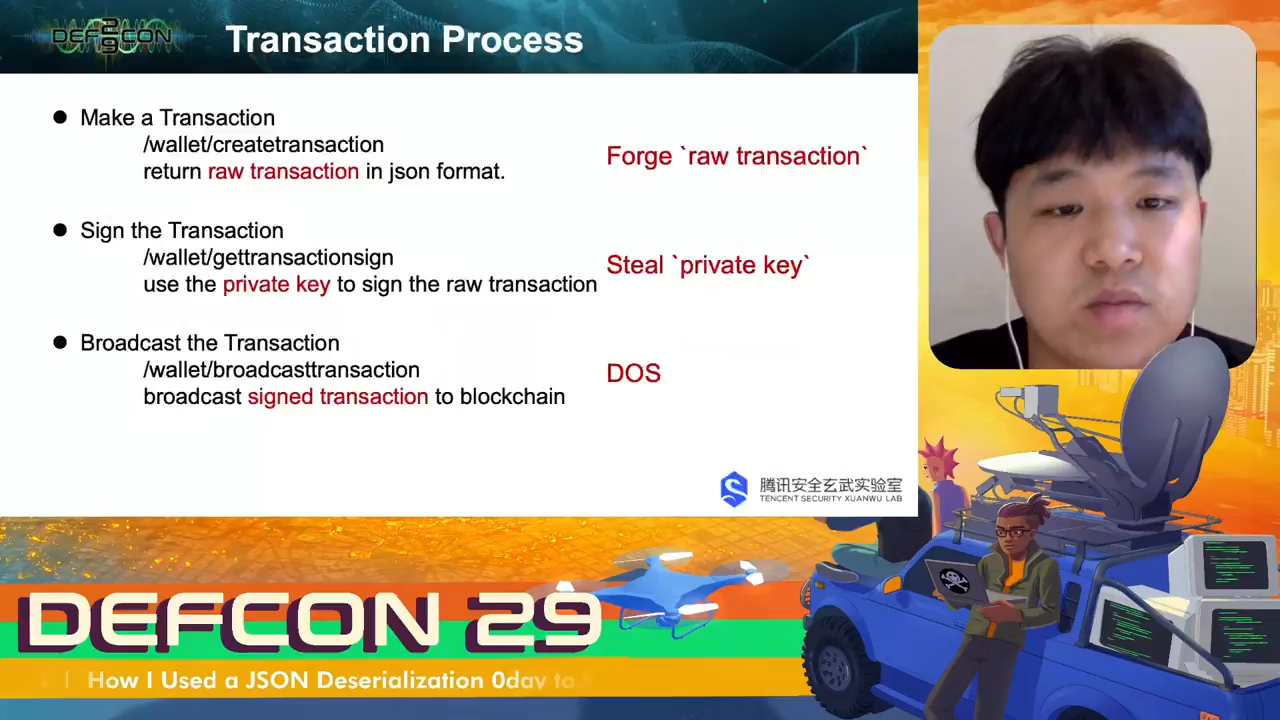 DEFCON
29
Transaction Process
● Make a Transaction
/wallet/createtransaction
return raw transaction in json format.
Forge `raw transaction`
● Sign the Transaction
/wallet/gettransactionsign
use the private key to sign the raw transaction
Steal `private key`
● Broadcast the Transaction
/wallet/broadcasttransaction
broadcast signed transaction to blockchain
DOS
腾讯安全玄武实验室
TENCENT SECURITY XUANWU LAB
DEFCON 29
How I Used a JSON Deserialization 0day to